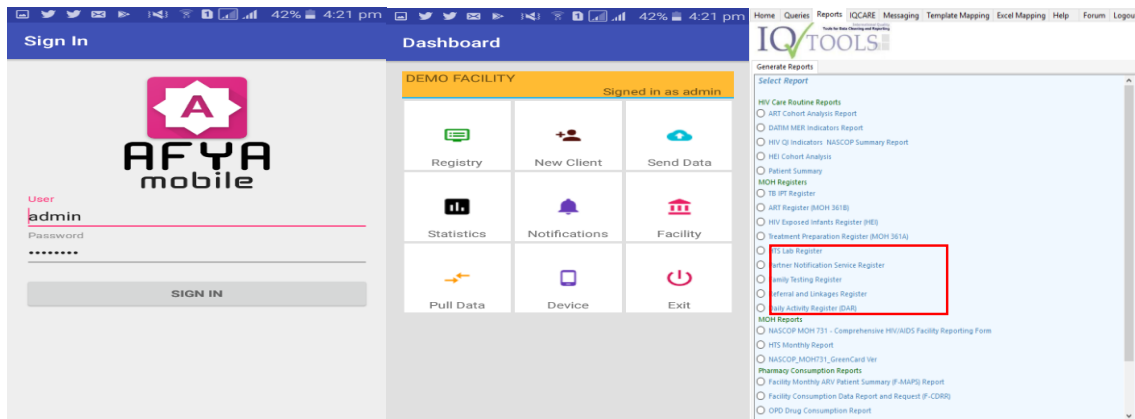 42% 4:21 pm
Sign In
A
AFYA
mobile
User
admin
Password
SIGN IN
42% 4:21 pm
Dashboard
DEMO FACILITY
Signed in as admin
Registry New Client Send Data
Statistics Notifications Facility
Pull Data Device Exit
Home Queries Reports IQCARE Messaging Template Mapping Excel Mapping Help Forum Logou
IQTOOLS
Tools for Data Cleaning and Reporting
Generate Reports
Select Report
HIV Care Routine Reports
ART Cohort Analysis Report
DATIM MER Indicators Report
HIV QI Indicators NASCOP Summary Report
HEI Cohort Analysis
Patient Summary
MOH Registers
TB IPT Register
ART Register (MOH 361B)
HIV Exposed Infants Register (HEI)
Treatment Preparation Register (MOH 361A)
HTS Lab Register
Partner Notification Service Register
Family Testing Register
Referral and Linkages Register
Daily Activity Register (DAR)
MOH Reports
NASCOP MOH 731 - Comprehensive HIV/AIDS Facility Reporting Form
HTS Monthly Report
NASCOP_MOH731_GreenCard Ver
Pharmacy Consumption Reports
Facility Monthly ARV Patient Summary (F-MAPS) Report
Facility Consumption Data Report and Request (F-CDRR)
OPD Drug Consumption Report